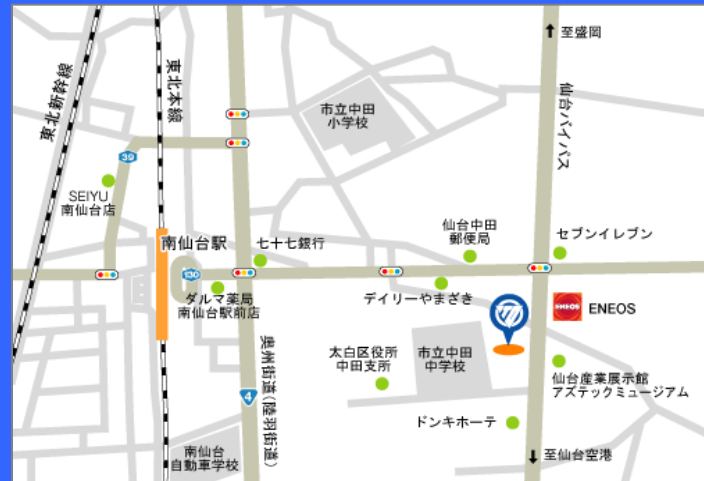 至盛岡
東北新幹線
東北本線
仙台バイパス
市立中田
小学校
39
SEIYU
南仙台店
南仙台駅
七十七銀行
仙台中田
郵便局
セブンイレブン
130
ダルマ薬局
南仙台駅前店
デイリーやまざき
ENEOS
ENEOS
奥州街道(陸羽街道)
4
太白区役所
中田支所
市立中田
中学校
仙台産業展示館
アズテックミュージアム
ドンキホーテ
南仙台
自動車学校
至仙台空港